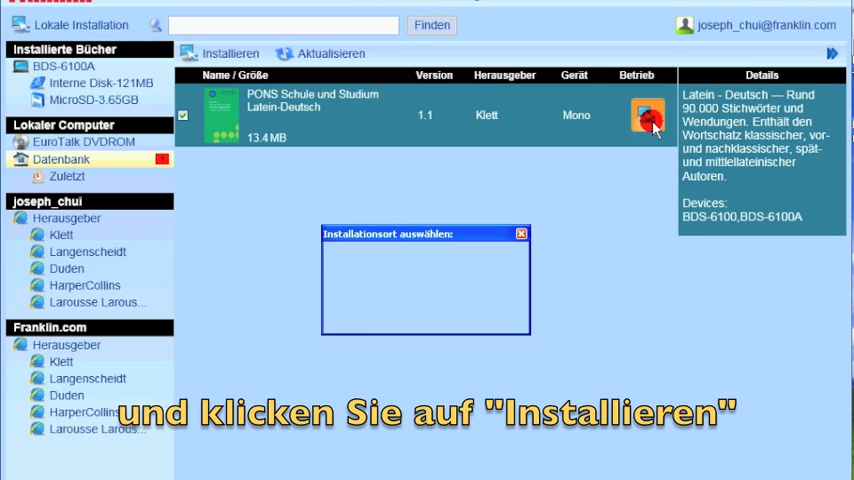 Lokale Installation
Finden
joseph_chui@franklin.com
Installierte Bücher
BDS-6100A
Interne Disk-121MB
MicroSD-3.65GB
Lokaler Computer
EuroTalk DVDROM
Datenbank
Zuletzt
joseph_chui
Herausgeber
Klett
Langenscheidt
Duden
HarperCollins
Larousse Larous...
Franklin.com
Herausgeber
Klett
Langenscheidt
Duden
HarperCollins
Larousse Larous...
Installieren
Aktualisieren
Name / Größe
Version
Herausgeber
Gerät
Betrieb
Details
PONS Schule und Studium
Latein-Deutsch
13.4 MB
1.1
Klett
Mono
Latein - Deutsch — Rund
90.000 Stichwörter und
Wendungen. Enthält den
Wortschatz klassischer, vor-
und nachklassischer, spät-
und mittellateinischer
Autoren.
Devices:
BDS-6100,BDS-6100A
Installationsort auswählen:
und klicken Sie auf "Installieren"